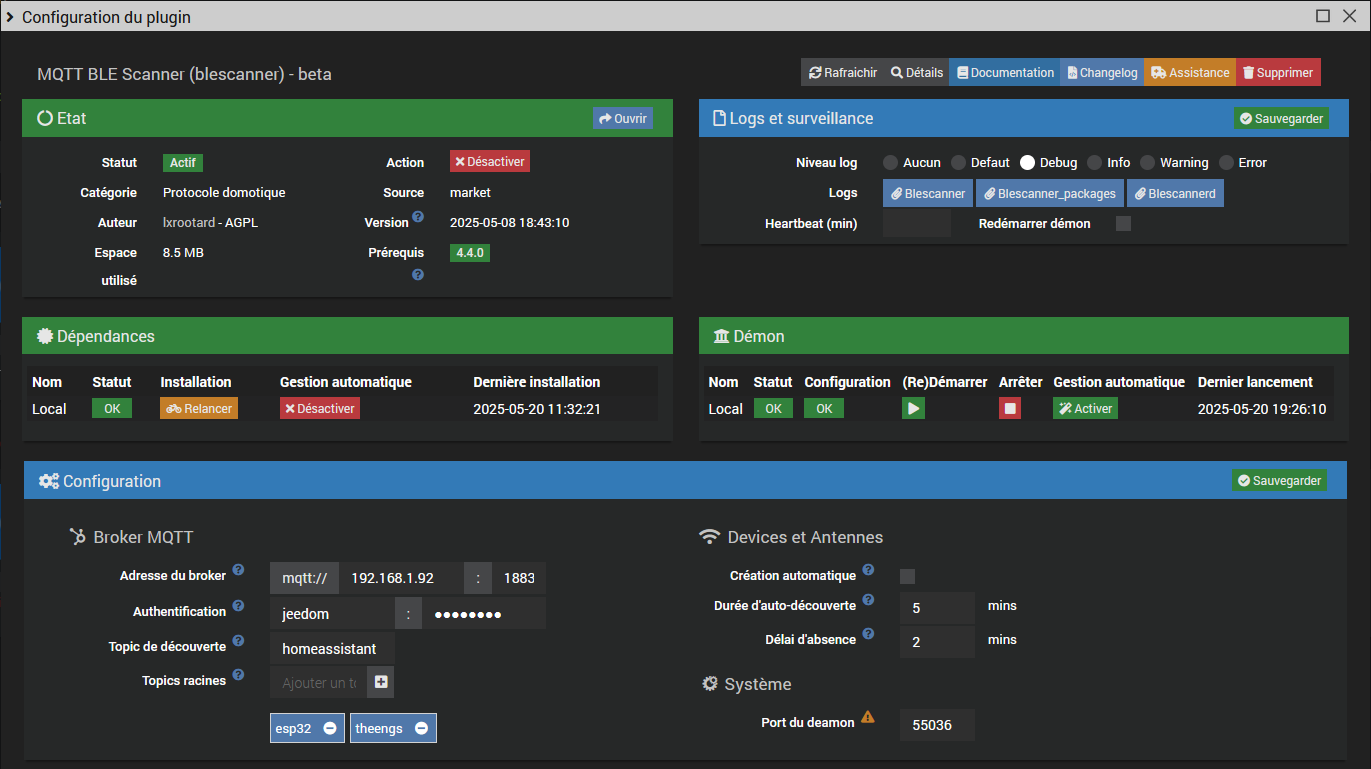 Configuration du plugin
MQTT BLE Scanner (blescanner) - beta
Rafraichir Détails Documentation Changelog Assistance Supprimer
Etat
Ouvrir
Statut Actif Action Désactiver
Catégorie Protocole domotique Source market
Auteur lxrootard - AGPL Version 2025-05-08 18:43:10
Espace utilisé 8.5 MB Prérequis 4.4.0
Logs et surveillance
Sauvegarder
Niveau log Aucun Defaut Debug Info Warning Error
Logs Blescanner Blescanner_packages Blescannerd
Heartbeat (min) Redémarrer démon
Dépendances
Nom Statut Installation Gestion automatique Dernière installation
Local OK Relancer Désactiver 2025-05-20 11:32:21
Démon
Nom Statut Configuration (Re)Démarrer Arrêter Gestion automatique Dernier lancement
Local OK OK Activer 2025-05-20 19:26:10
Configuration
Sauvegarder
Broker MQTT
Adresse du broker mqtt:// 192.168.1.92 : 1883
Authentification jeedom : ••••••••
Topic de découverte homeassistant
Topics racines Ajouter un to
esp32 theengs
Devices et Antennes
Création automatique
Durée d'auto-découverte 5 mins
Délai d'absence 2 mins
Système
Port du deamon 55036